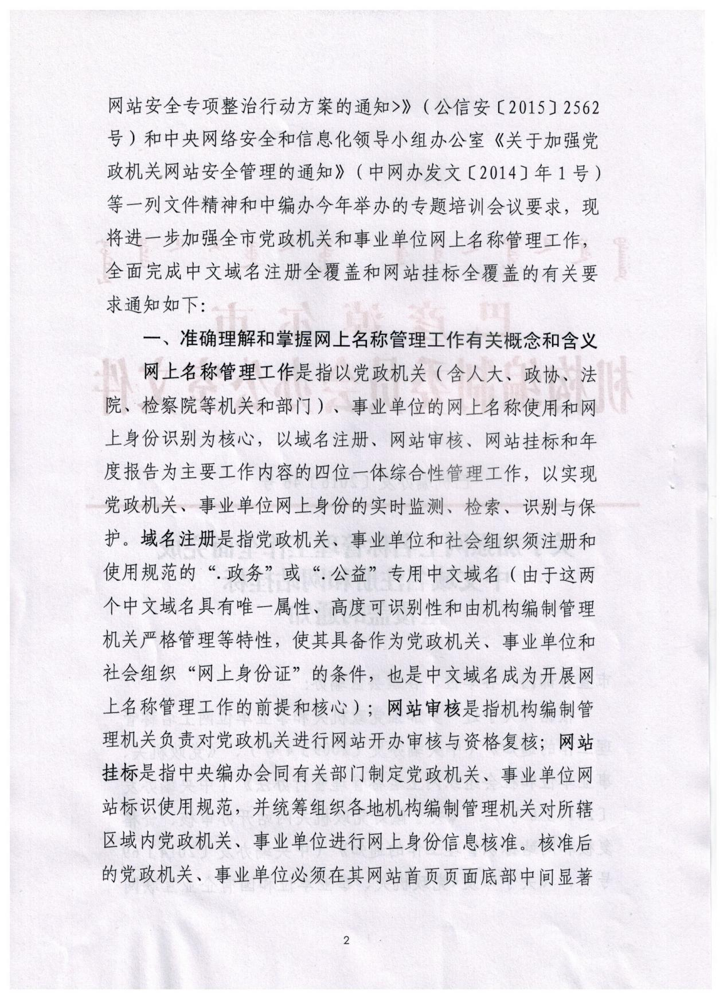 网站安全专项整治行动方案的通知>》（公信安〔2015〕2562
号）和中央网络安全和信息化领导小组办公室《关于加强党
政机关网站安全管理的通知》（中网办发文〔2014〕年1号）
等一列文件精神和中编办今年举办的专题培训会议要求，现
将进一步加强全市党政机关和事业单位网上名称管理工作，
全面完成中文域名注册全覆盖和网站挂标全覆盖的有关要
求通知如下：
一、准确理解和掌握网上名称管理工作有关概念和含义
网上名称管理工作是指以党政机关（含人大、政协、法
院、检察院等机关和部门）、事业单位的网上名称使用和网
上身份识别为核心，以域名注册、网站审核、网站挂标和年
度报告为主要工作内容的四位一体综合性管理工作，以实现
党政机关、事业单位网上身份的实时监测、检索、识别与保
护。域名注册是指党政机关、事业单位和社会组织须注册和
使用规范的“.政务”或“.公益”专用中文域名（由于这两
个中文域名具有唯一属性、高度可识别性和由机构编制管理
机关严格管理等特性，使其具备作为党政机关、事业单位和
社会组织“网上身份证”的条件，也是中文域名成为开展网
上名称管理工作的前提和核心）；网站审核是指机构编制管
理机关负责对党政机关进行网站开办审核与资格复核；网站
挂标是指中央编办会同有关部门制定党政机关、事业单位网
站标识使用规范，并统筹组织各地机构编制管理机关对所辖
区域内党政机关、事业单位进行网上身份信息核准。核准后
的党政机关、事业单位必须在其网站首页页面底部中间显著
2